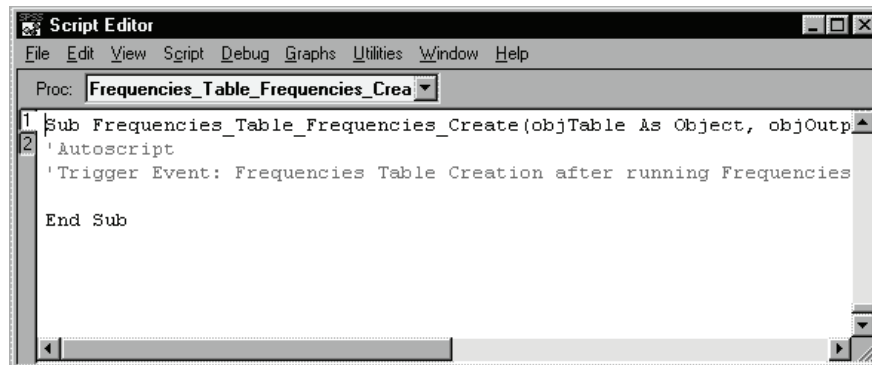 SPSS Script Editor
File Edit View Script Debug Graphs Utilities Window Help
Proc: Frequencies_Table_Frequencies_Crea
1 Sub Frequencies_Table_Frequencies_Create(objTable As Object, objOutp
2 'Autoscript
'Trigger Event: Frequencies Table Creation after running Frequencies
End Sub